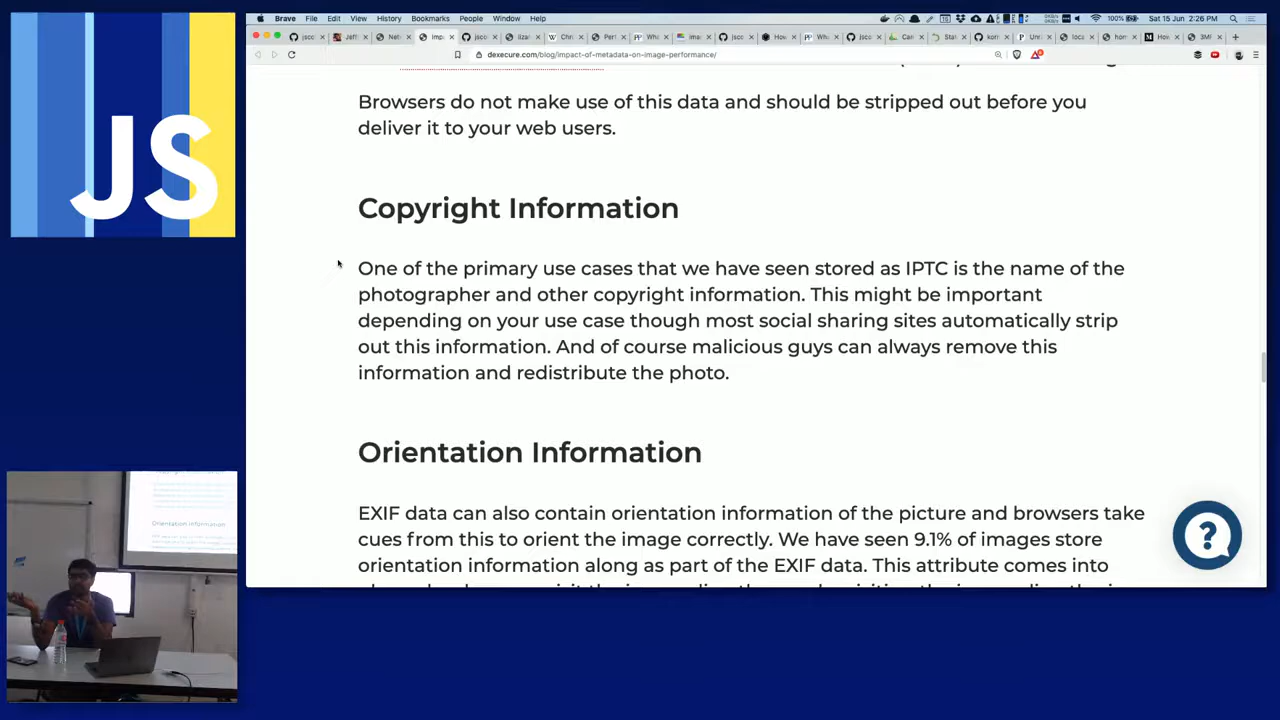 JS
Brave File Edit View History Bookmarks People Window Help
100% Sat 15 Jun 2:26 PM
dexecure.com/blog/impact-of-metadata-on-image-performance/
Browsers do not make use of this data and should be stripped out before you
deliver it to your web users.
Copyright Information
One of the primary use cases that we have seen stored as IPTC is the name of the
photographer and other copyright information. This might be important
depending on your use case though most social sharing sites automatically strip
out this information. And of course malicious guys can always remove this
information and redistribute the photo.
Orientation Information
EXIF data can also contain orientation information of the picture and browsers take
cues from this to orient the image correctly. We have seen 9.1% of images store
orientation information along as part of the EXIF data. This attribute comes into
?
Orientation Information